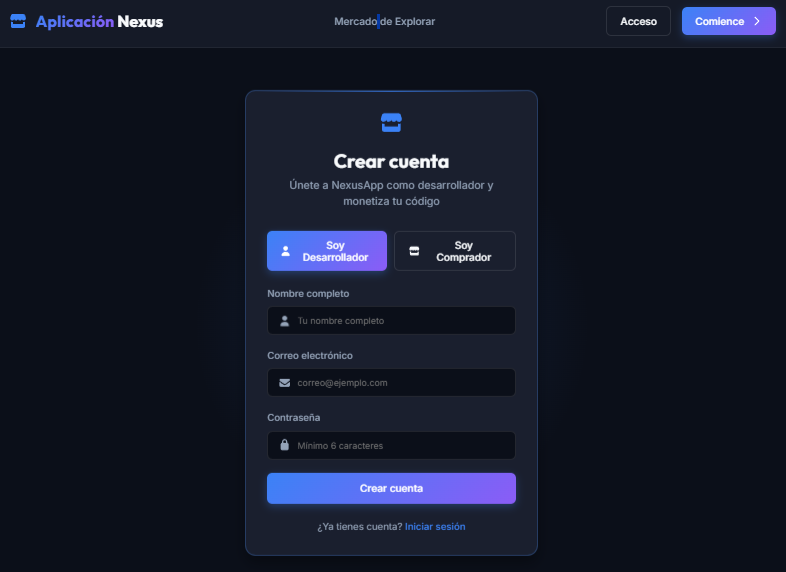 Aplicación Nexus
Mercado de Explorar
Acceso
Comience
Crear cuenta
Únete a NexusApp como desarrollador y
monetiza tu código
Soy
Desarrollador
Soy
Comprador
Nombre completo
Tu nombre completo
Correo electrónico
correo@ejemplo.com
Contraseña
Mínimo 6 caracteres
Crear cuenta
¿Ya tienes cuenta? Iniciar sesión